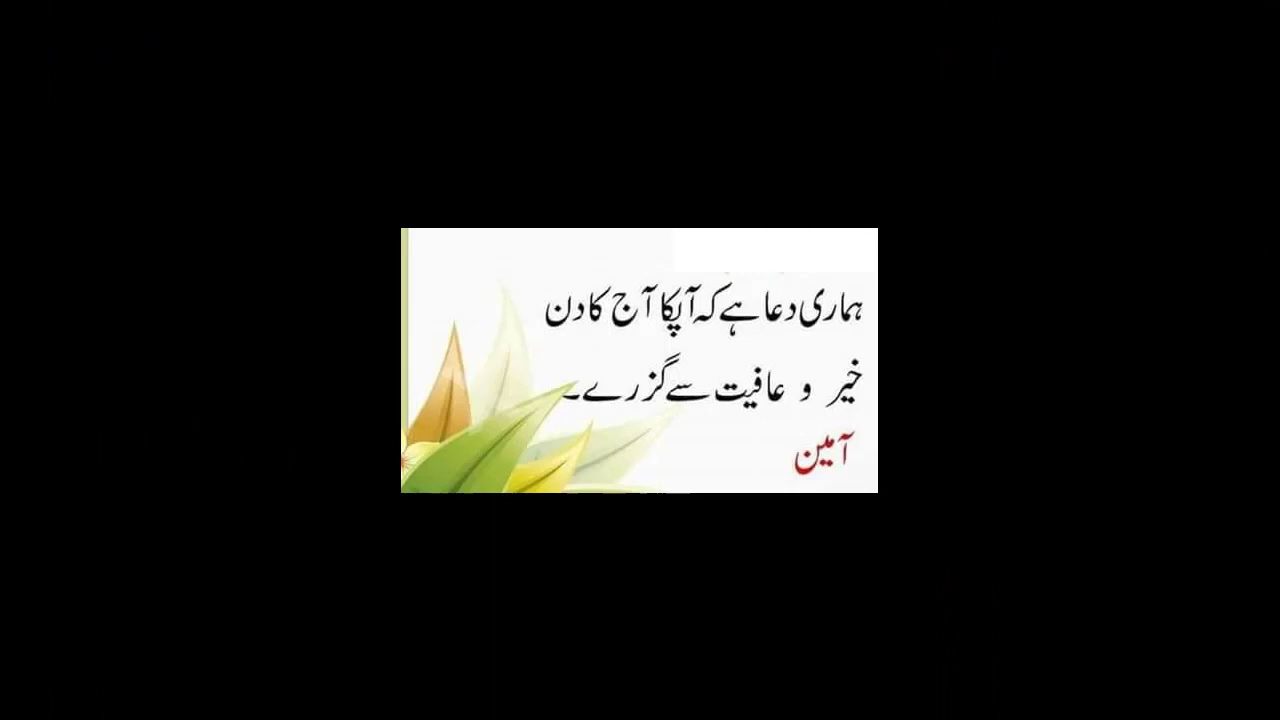 ہماری دعا ہے کہ آپکا آج کا دن
خیر و عافیت سے گزرے۔
آمین